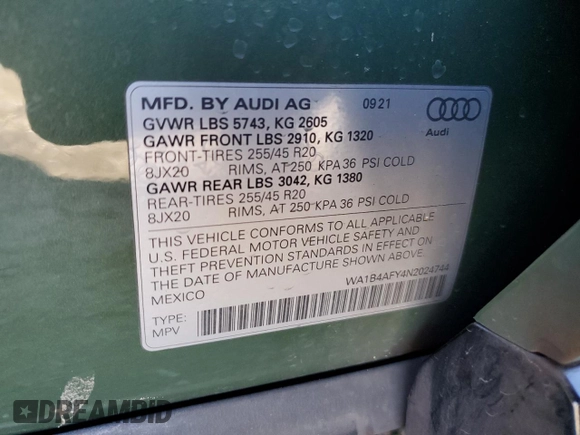 MFD. BY AUDI AG 09 21
GVWR LBS 5743, KG 2605
GAWR FRONT LBS 2910, KG 1320
FRONT-TIRES 255/45 R20
8JX20 RIMS, AT 250 KPA 36 PSI COLD
GAWR REAR LBS 3042, KG 1380
REAR-TIRES 255/45 R20
8JX20 RIMS, AT 250 KPA 36 PSI COLD
THIS VEHICLE CONFORMS TO ALL APPLICABLE
U.S. FEDERAL MOTOR VEHICLE SAFETY AND
THEFT PREVENTION STANDARDS IN EFFECT ON
THE DATE OF MANUFACTURE SHOWN ABOVE.
MEXICO
WA1B4AFY4N2024744
TYPE:
MPV
DREAMBID